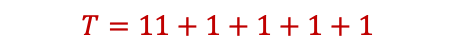 T = 11 + 1 + 1 + 1 + 1